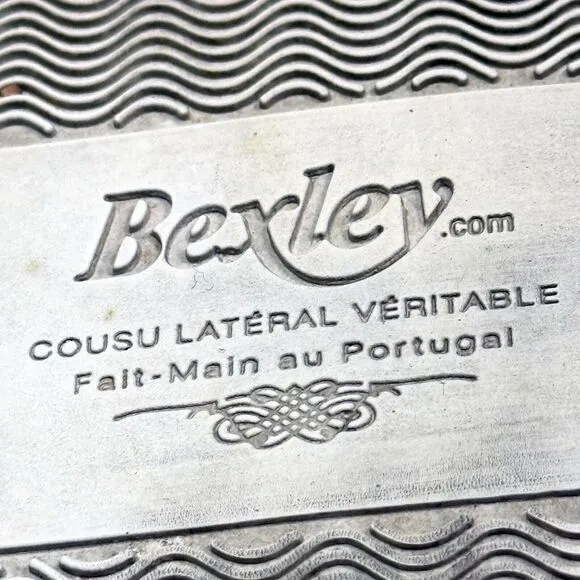 Bexley.com
COUSU LATÉRAL VÉRITABLE
Fait-Main au Portugal